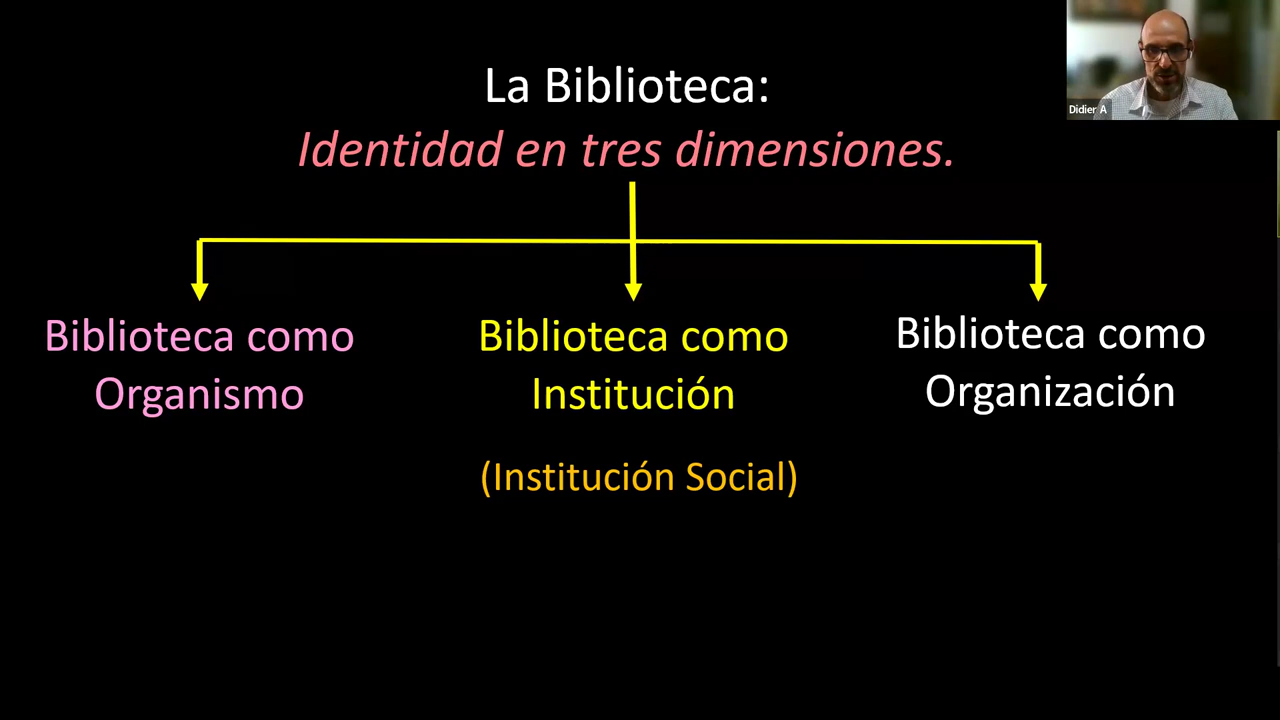 La Biblioteca:
Identidad en tres dimensiones.
Biblioteca como
Organismo
Biblioteca como
Institución
(Institución Social)
Biblioteca como
Organización
Didier A